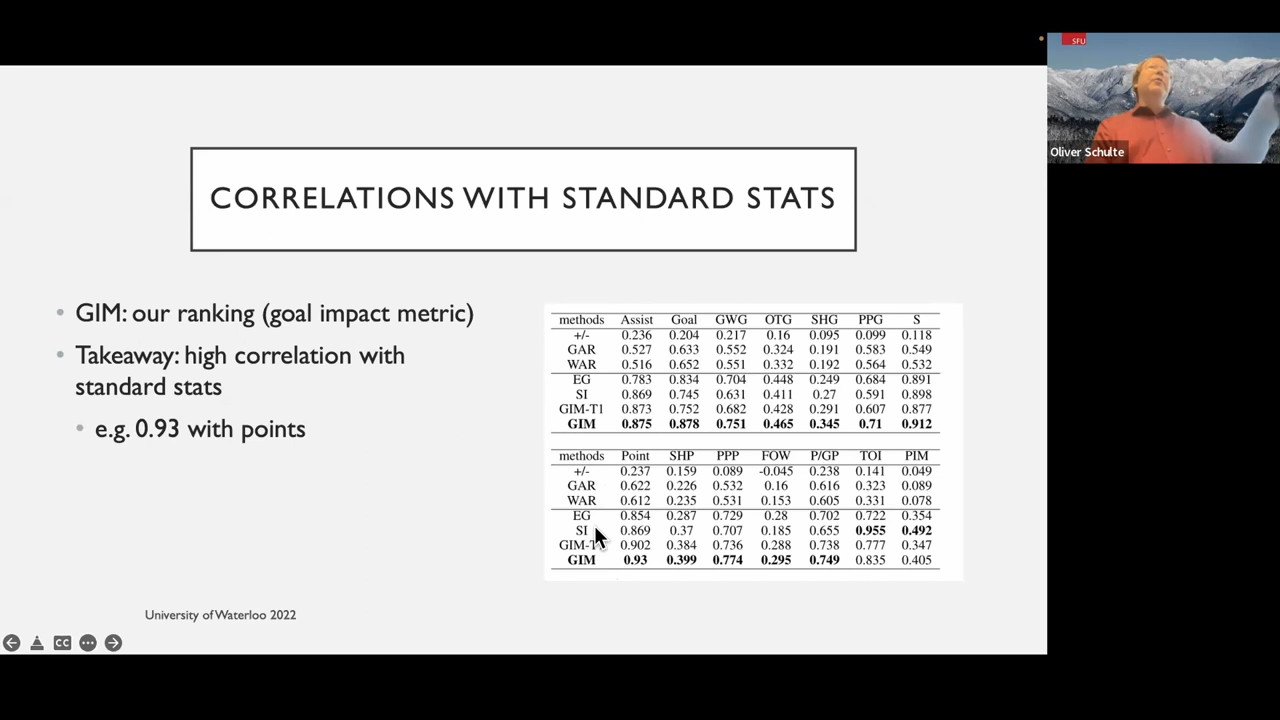 SFU
Oliver Schulte
CORRELATIONS WITH STANDARD STATS
• GIM: our ranking (goal impact metric)
• Takeaway: high correlation with
standard stats
• e.g. 0.93 with points
methods Assist Goal GWG OTG SHG PPG S
+/- 0.236 0.204 0.217 0.16 0.095 0.099 0.118
GAR 0.527 0.633 0.552 0.324 0.191 0.583 0.549
WAR 0.516 0.652 0.551 0.332 0.192 0.564 0.532
EG 0.783 0.834 0.704 0.448 0.249 0.684 0.891
SI 0.869 0.745 0.631 0.411 0.27 0.591 0.898
GIM-T1 0.873 0.752 0.682 0.428 0.291 0.607 0.877
GIM 0.875 0.878 0.751 0.465 0.345 0.71 0.912
methods Point SHP PPP FOW P/GP TOI PIM
+/- 0.237 0.159 0.089 -0.045 0.238 0.141 0.049
GAR 0.622 0.226 0.532 0.16 0.616 0.323 0.089
WAR 0.612 0.235 0.531 0.153 0.605 0.331 0.078
EG 0.854 0.287 0.729 0.28 0.702 0.722 0.354
SI 0.869 0.37 0.707 0.185 0.655 0.955 0.492
GIM-T1 0.902 0.384 0.736 0.288 0.738 0.777 0.347
GIM 0.93 0.399 0.774 0.295 0.749 0.835 0.405
University of Waterloo 2022
CC